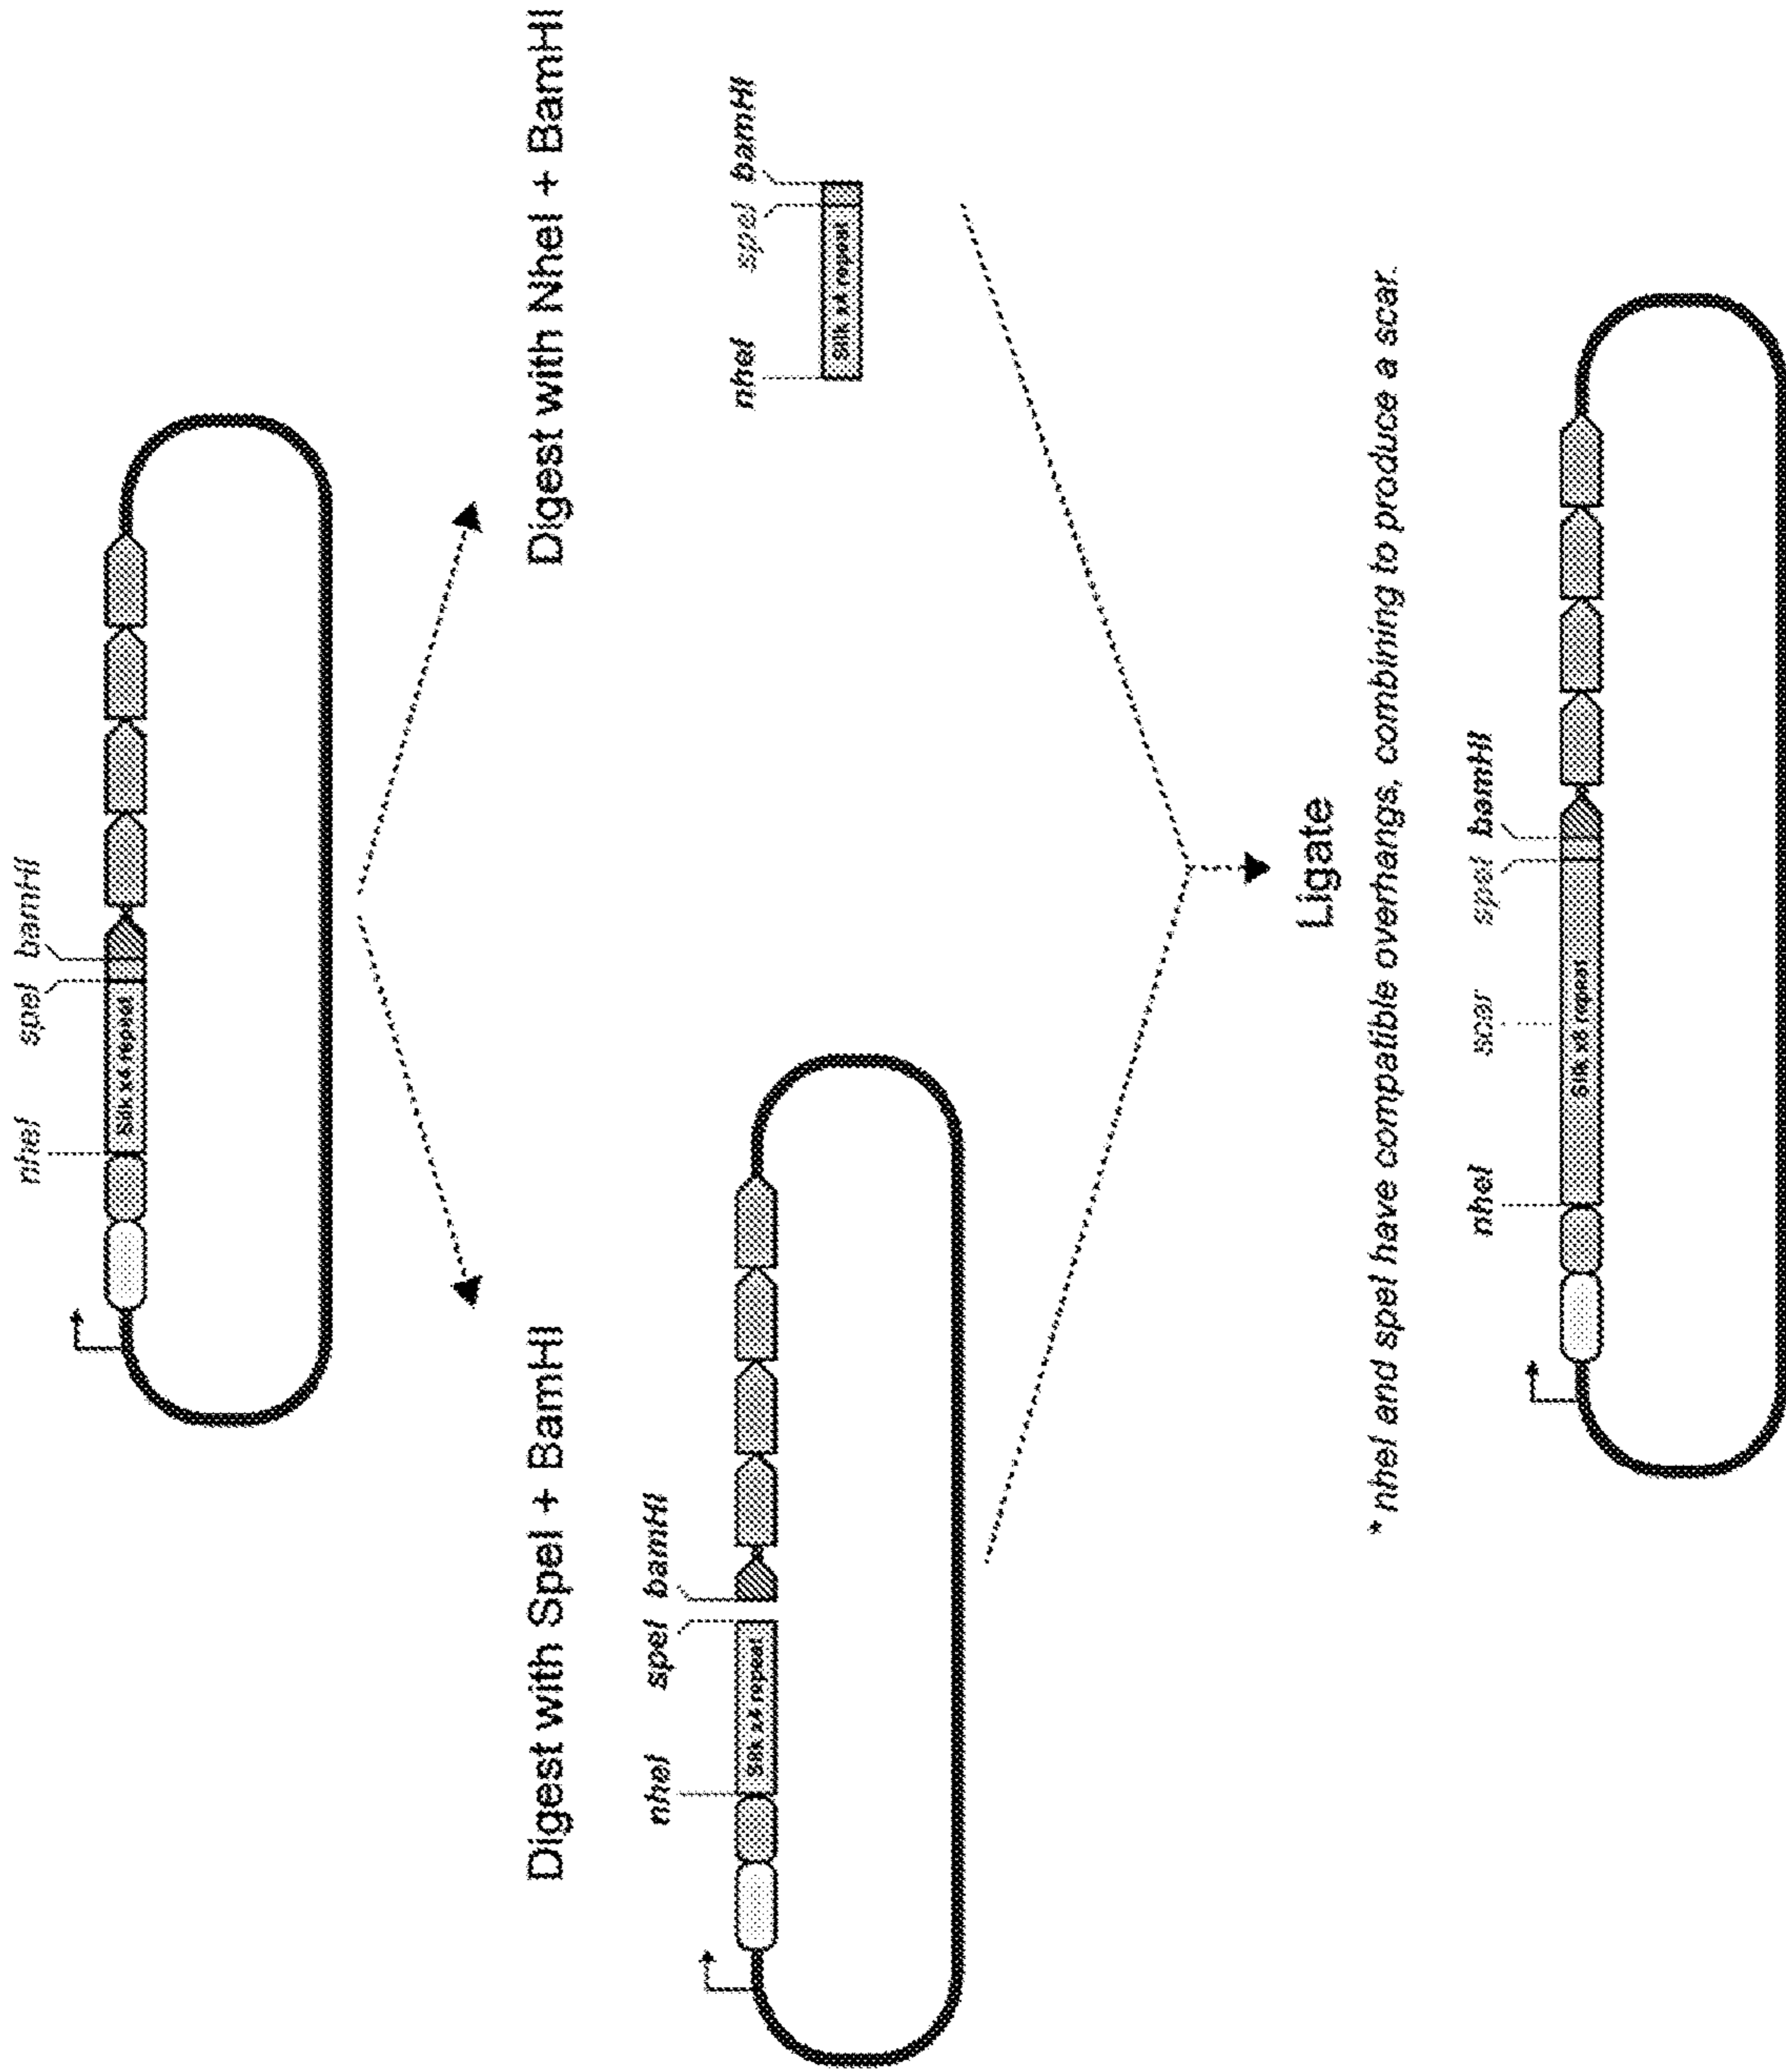 nheI speI bamHI
Silk x4 repeat
Digest with SpeI + BamHI
Digest with NheI + BamHI
nheI speI bamHI
Silk x4 repeat
nheI speI bamHI
Silk x4 repeat
Ligate
* nheI and speI have compatible overhangs, combining to produce a scar.
nheI scar speI bamHI
Silk x8 repeat